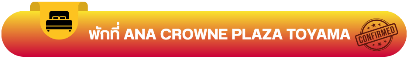 พักที่ ANA CROWNE PLAZA TOYAMA
CONFIRMED